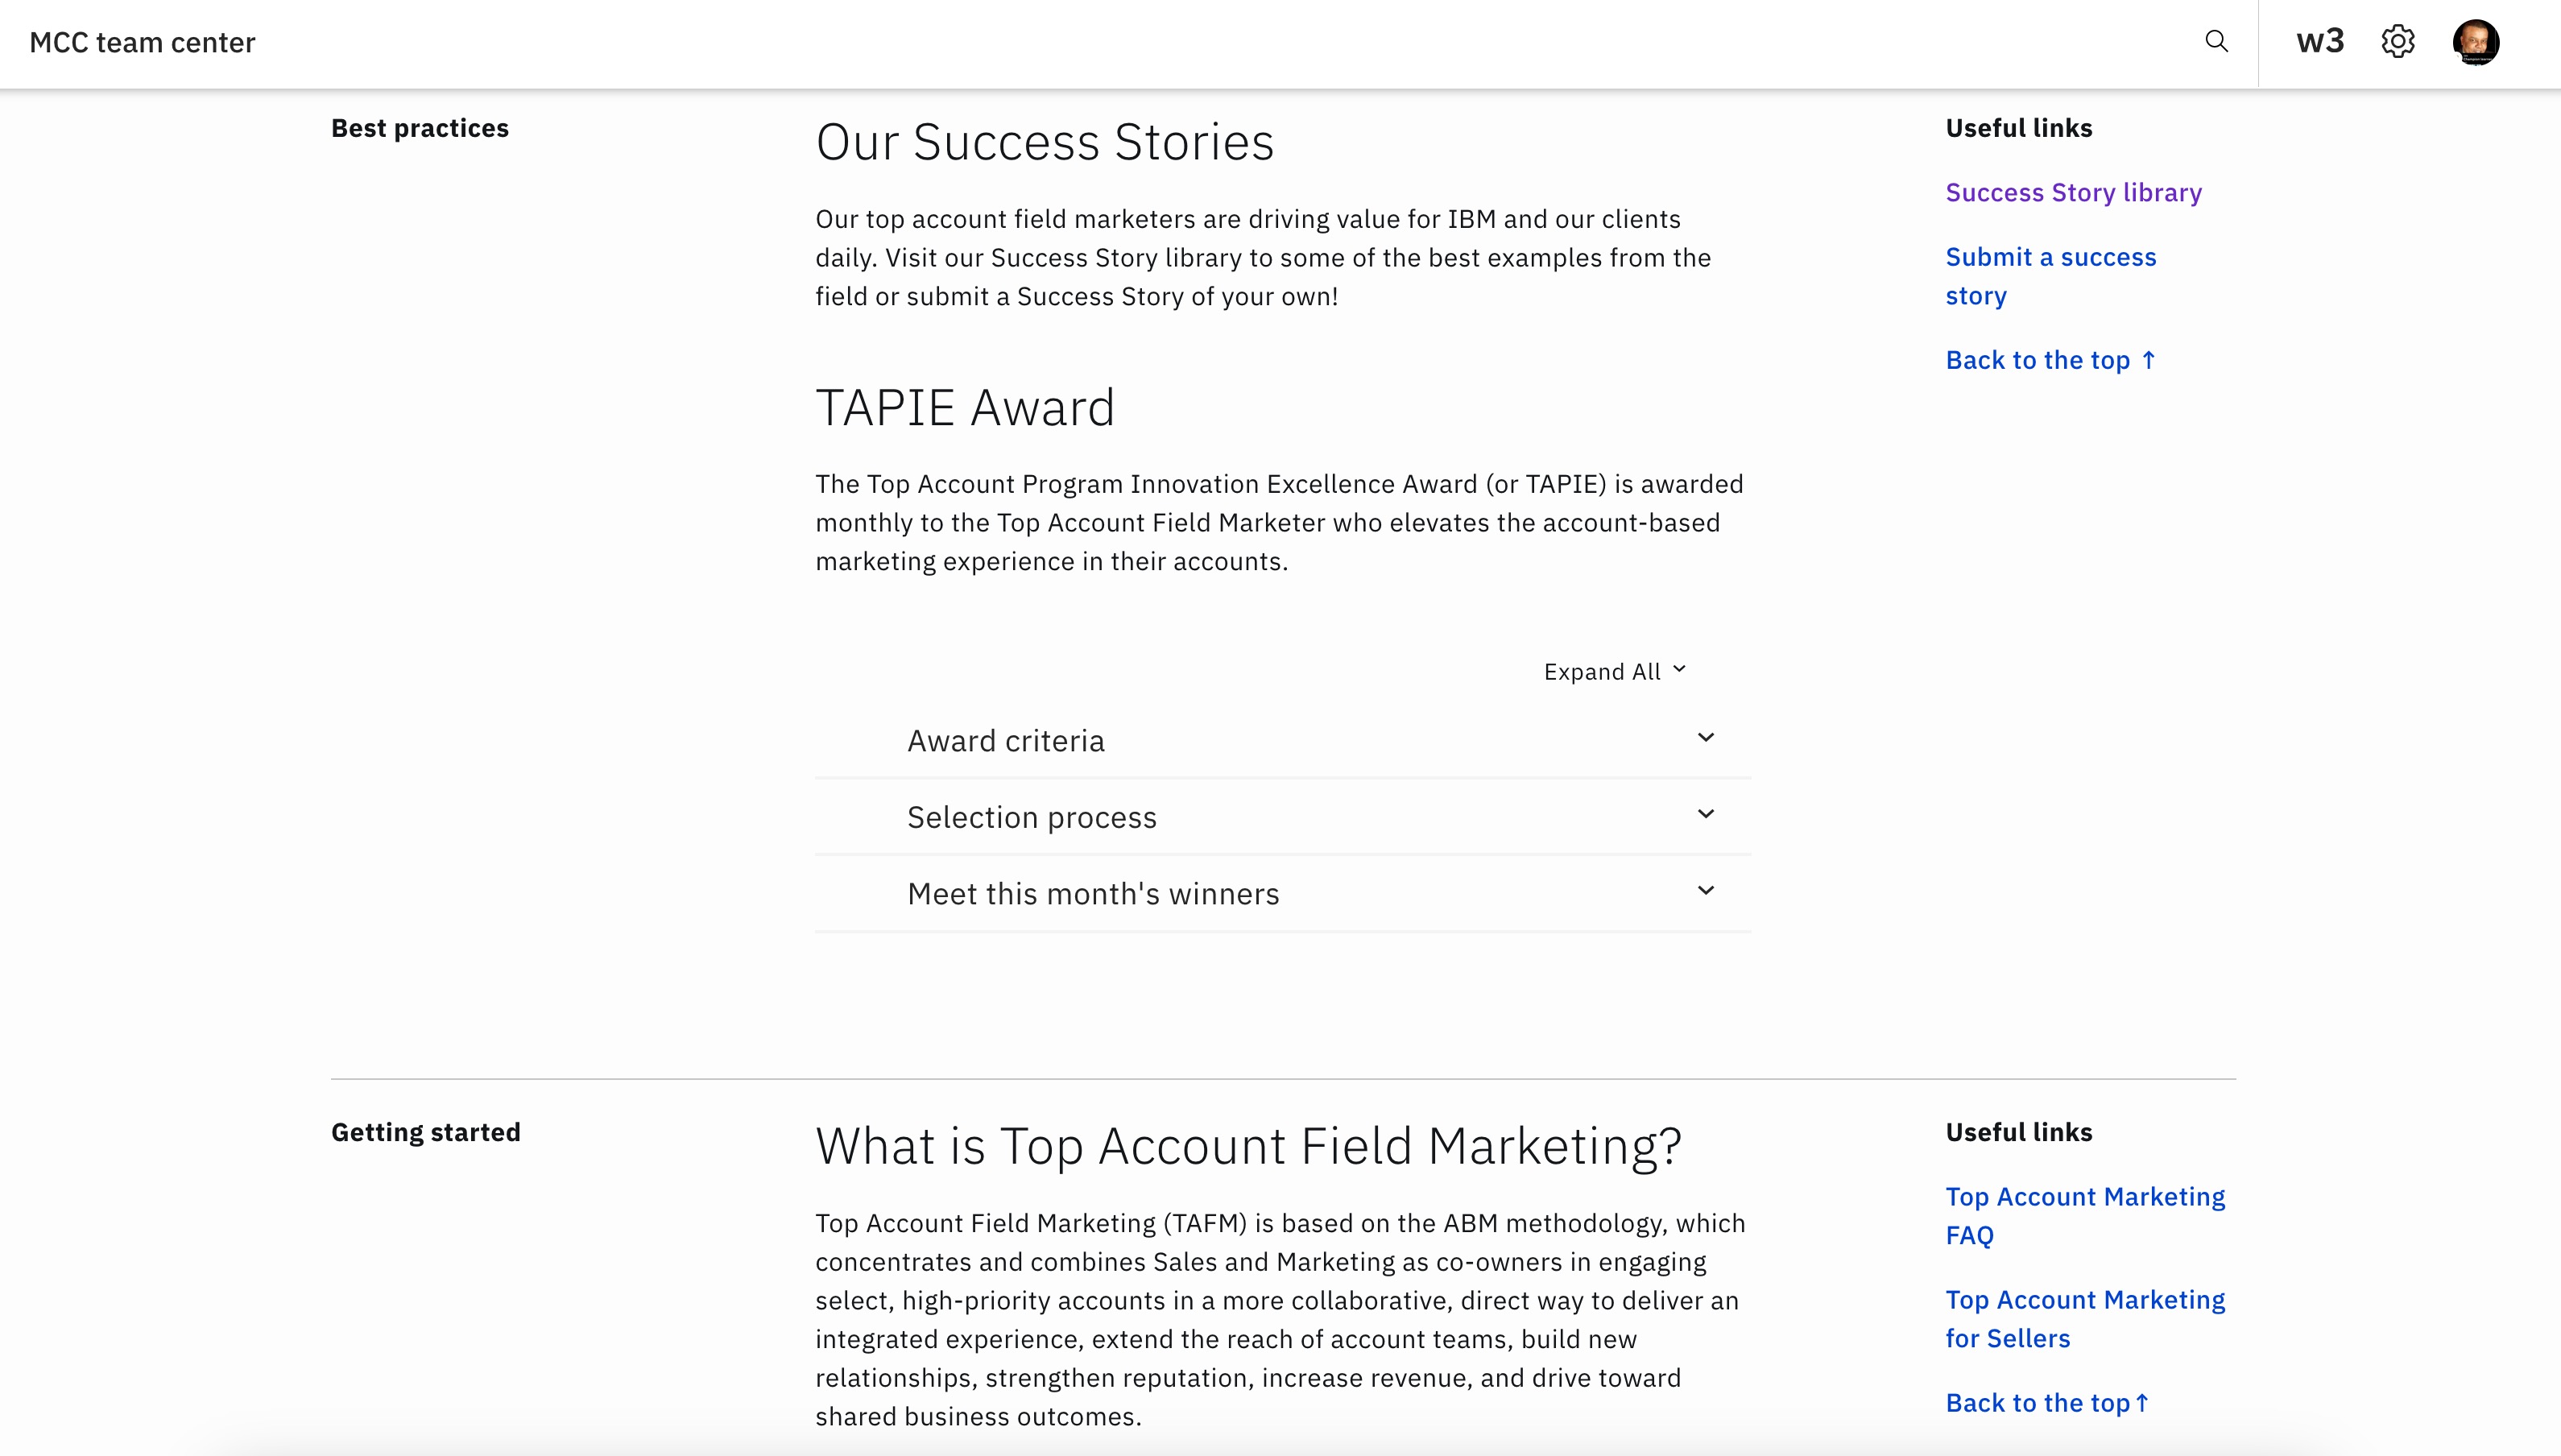 MCC team center
w3
Best practices
Our Success Stories
Our top account field marketers are driving value for IBM and our clients
daily. Visit our Success Story library to some of the best examples from the
field or submit a Success Story of your own!
TAPIE Award
The Top Account Program Innovation Excellence Award (or TAPIE) is awarded
monthly to the Top Account Field Marketer who elevates the account-based
marketing experience in their accounts.
Expand All
Award criteria
Selection process
Meet this month's winners
Useful links
Success Story library
Submit a success
story
Back to the top ↑
Getting started
What is Top Account Field Marketing?
Top Account Field Marketing (TAFM) is based on the ABM methodology, which
concentrates and combines Sales and Marketing as co-owners in engaging
select, high-priority accounts in a more collaborative, direct way to deliver an
integrated experience, extend the reach of account teams, build new
relationships, strengthen reputation, increase revenue, and drive toward
shared business outcomes.
Useful links
Top Account Marketing
FAQ
Top Account Marketing
for Sellers
Back to the top↑